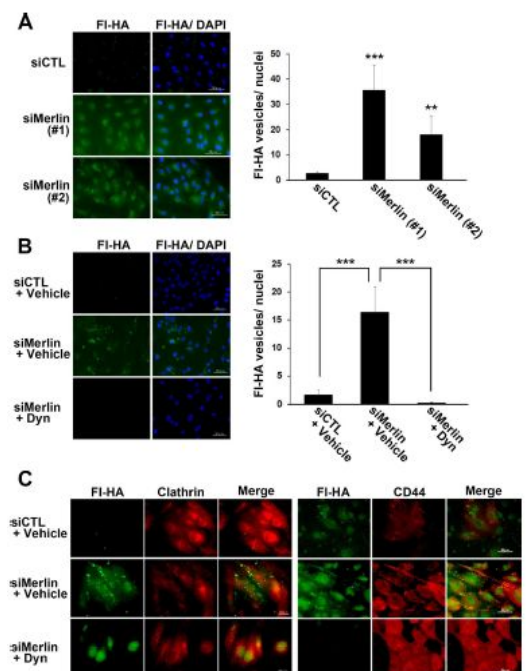 A
FI-HA FI-HA/ DAPI
siCTL
siMerlin
(#1)
siMerlin
(#2)
FI-HA vesicles/ nuclei
50
40
30
20
10
0
***
**
siCTL
siMerlin (#1)
siMerlin (#2)
B
FI-HA FI-HA/ DAPI
siCTL
+ Vehicle
siMerlin
+ Vehicle
siMerlin
+ Dyn
FI-HA vesicles/ nuclei
25
20
15
10
5
0
*** ***
siCTL
+ Vehicle
siMerlin
+ Vehicle
siMerlin
+ Dyn
C
FI-HA Clathrin Merge FI-HA CD44 Merge
siCTL
+ Vehicle
siMerlin
+ Vehicle
siMerlin
+ Dyn